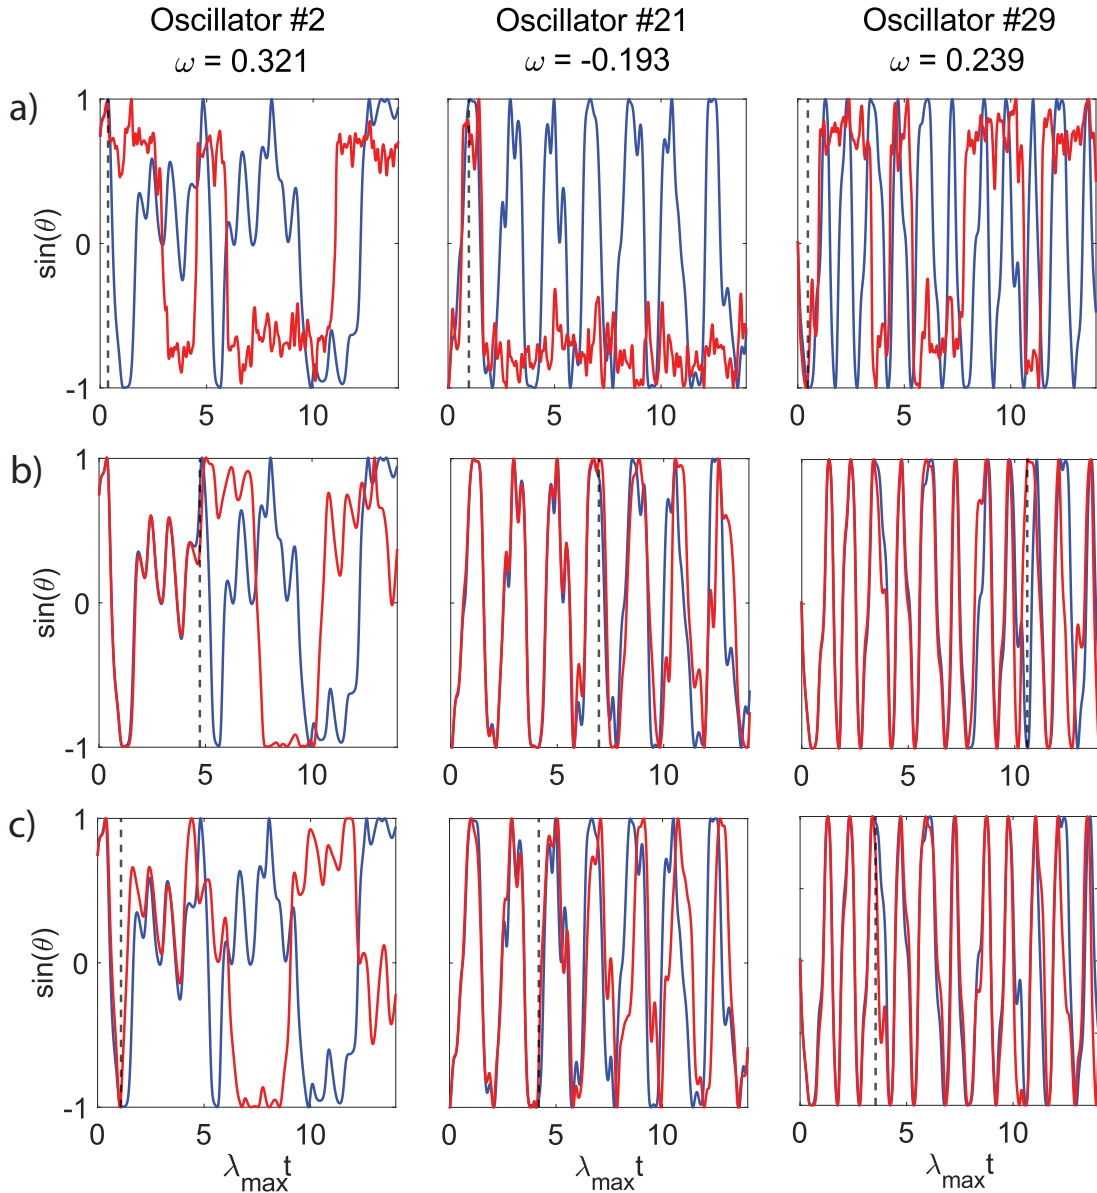 Oscillator #2 Oscillator #21 Oscillator #29
ω = 0.321 ω = -0.193 ω = 0.239
a)
1
0
-1
sin(θ)
0 5 10 0 5 10 0 5 10
b)
1
0
-1
sin(θ)
0 5 10 0 5 10 0 5 10
c)
1
0
-1
sin(θ)
0 5 10 0 5 10 0 5 10
λmaxt λmaxt λmaxt